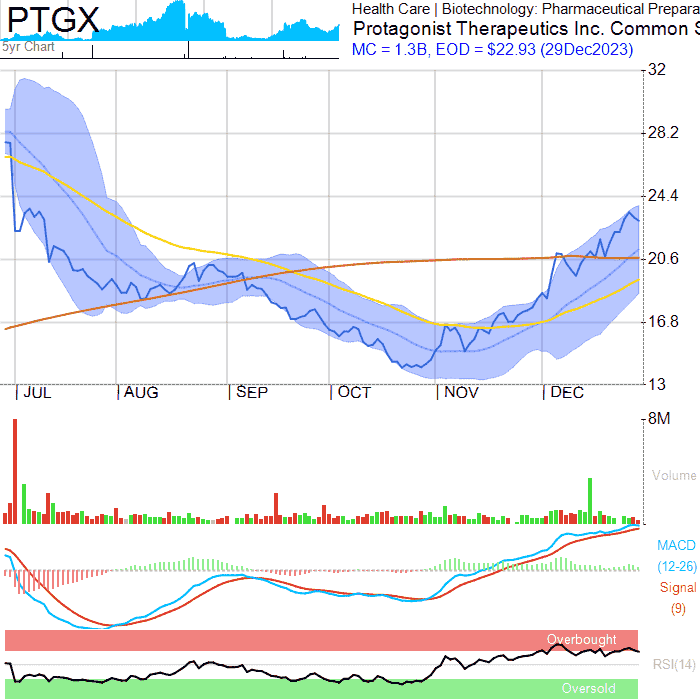 PTGX
5yr Chart
Health Care | Biotechnology: Pharmaceutical Prepara
Protagonist Therapeutics Inc. Common S
MC = 1.3B, EOD = $22.93 (29Dec2023)
32
28.2
24.4
20.6
16.8
13
JUL AUG SEP OCT NOV DEC
8M
Volume
MACD
(12-26)
Signal
(9)
Overbought
RSI(14)
Oversold